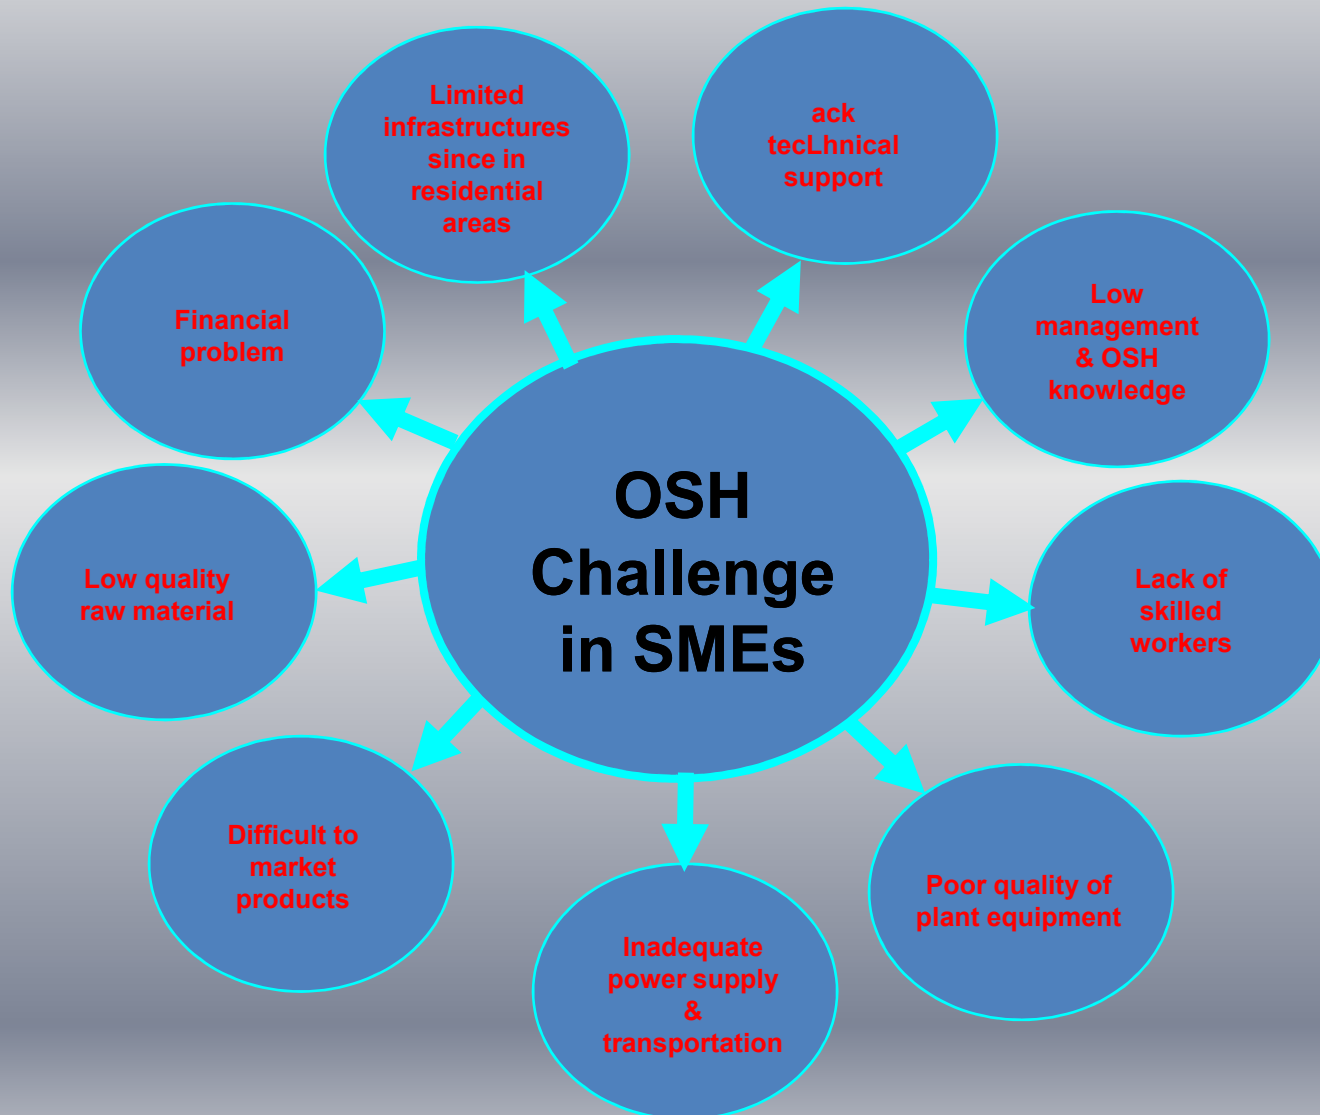 Limited
infrastructures
since in
residential
areas
ack
tecLhnical
support
Low
management
& OSH
knowledge
Financial
problem
OSH
Challenge
in SMEs
Low quality
raw material
Lack of
skilled
workers
Difficult to
market
products
Poor quality of
plant equipment
Inadequate
power supply
&
transportation